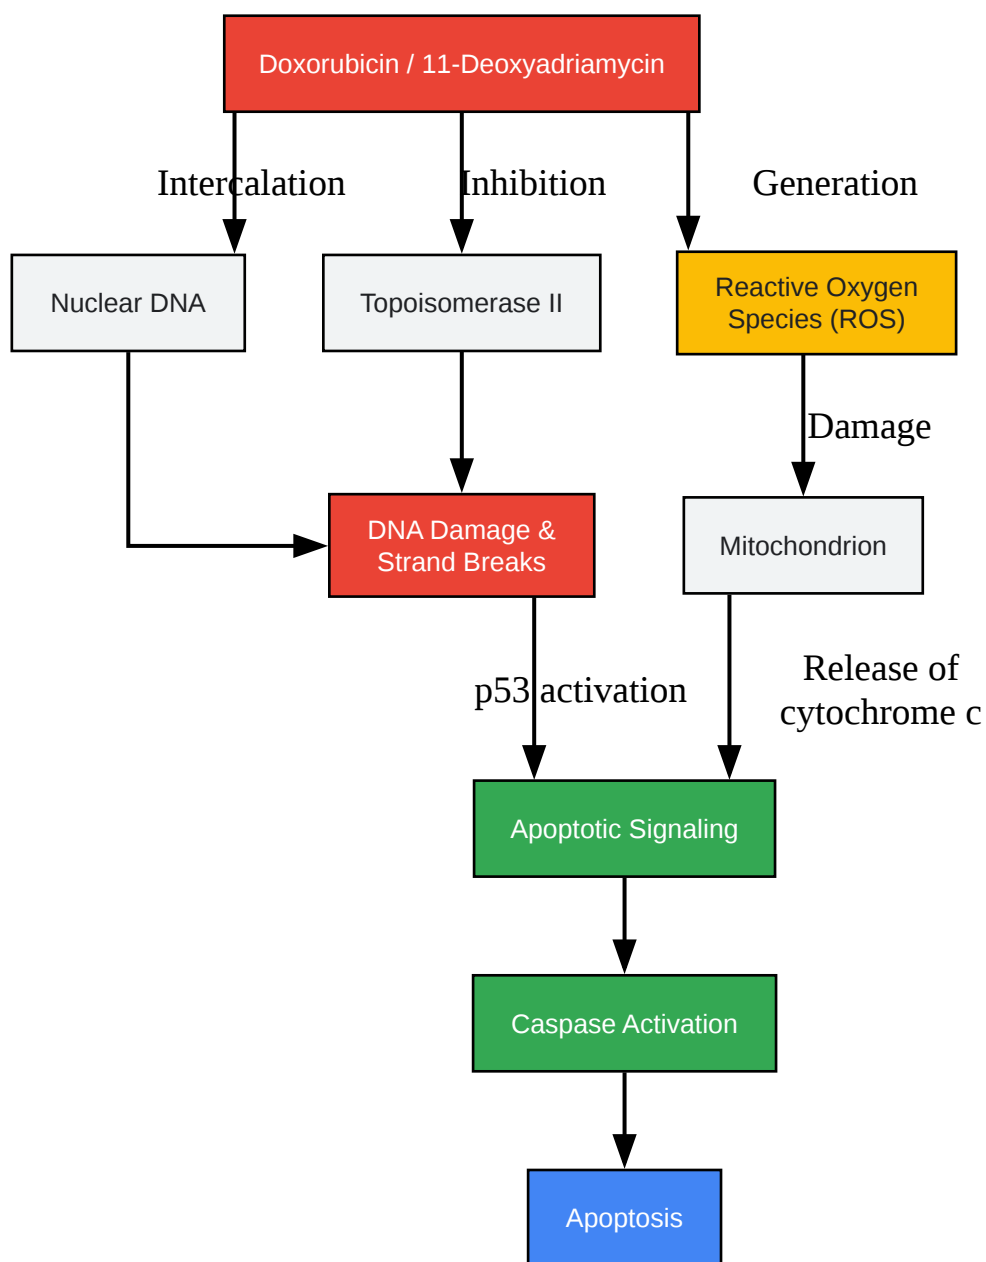 Doxorubicin / 11-Deoxyadriamycin
Intercalation
Inhibition
Generation
Nuclear DNA
Topoisomerase II
Reactive Oxygen
Species (ROS)
Damage
DNA Damage &
Strand Breaks
Mitochondrion
p53 activation
Release of
cytochrome c
Apoptotic Signaling
Caspase Activation
Apoptosis